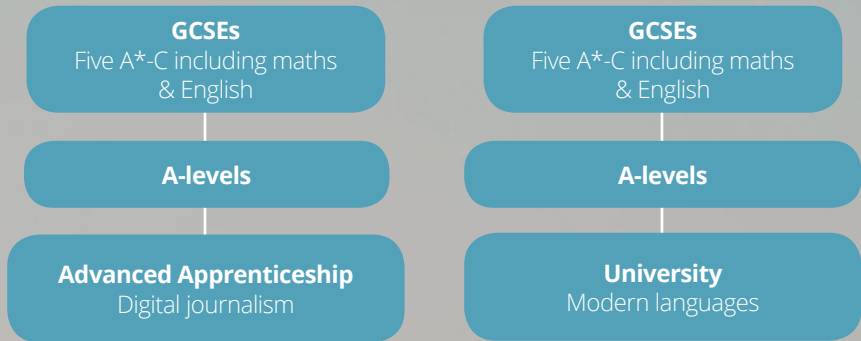 GCSEs
Five A*-C including maths
& English
A-levels
Advanced Apprenticeship
Digital journalism
GCSEs
Five A*-C including maths
& English
A-levels
University
Modern languages